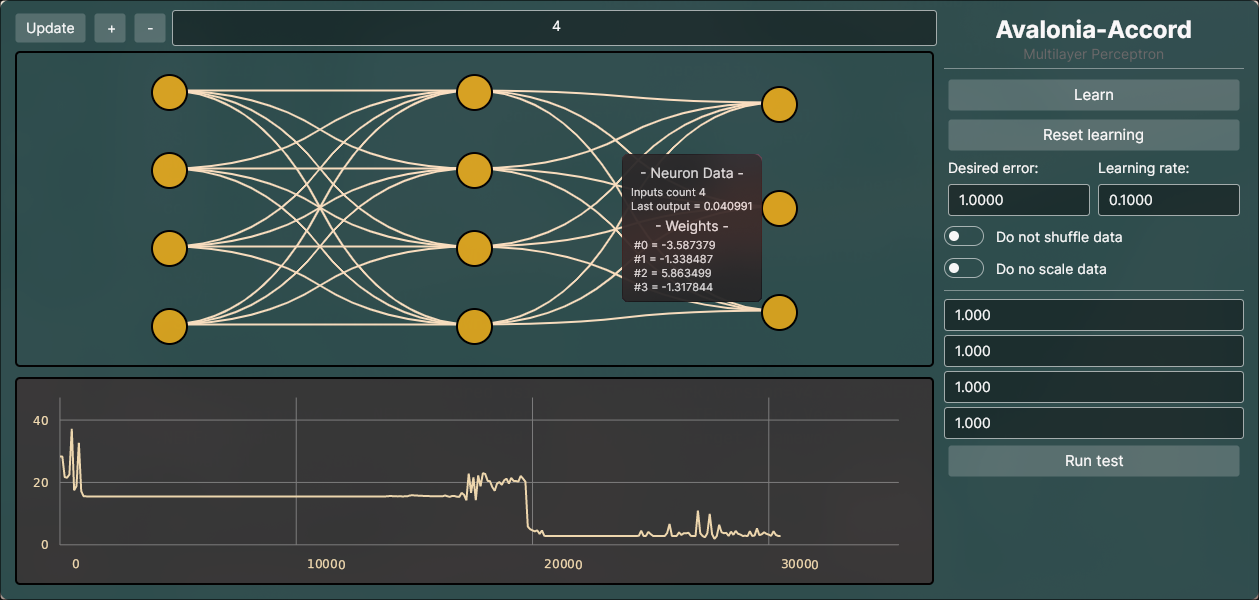 Update
+
-
4
Avalonia-Accord
Multilayer Perceptron
Learn
Reset learning
Desired error:
Learning rate:
1.0000
0.1000
Do not shuffle data
Do no scale data
1.000
1.000
1.000
1.000
Run test
- Neuron Data -
Inputs count 4
Last output = 0.040991
- Weights -
#0 = -3.587379
#1 = -1.338487
#2 = 5.863499
#3 = -1.317844
40
20
0
0
10000
20000
30000